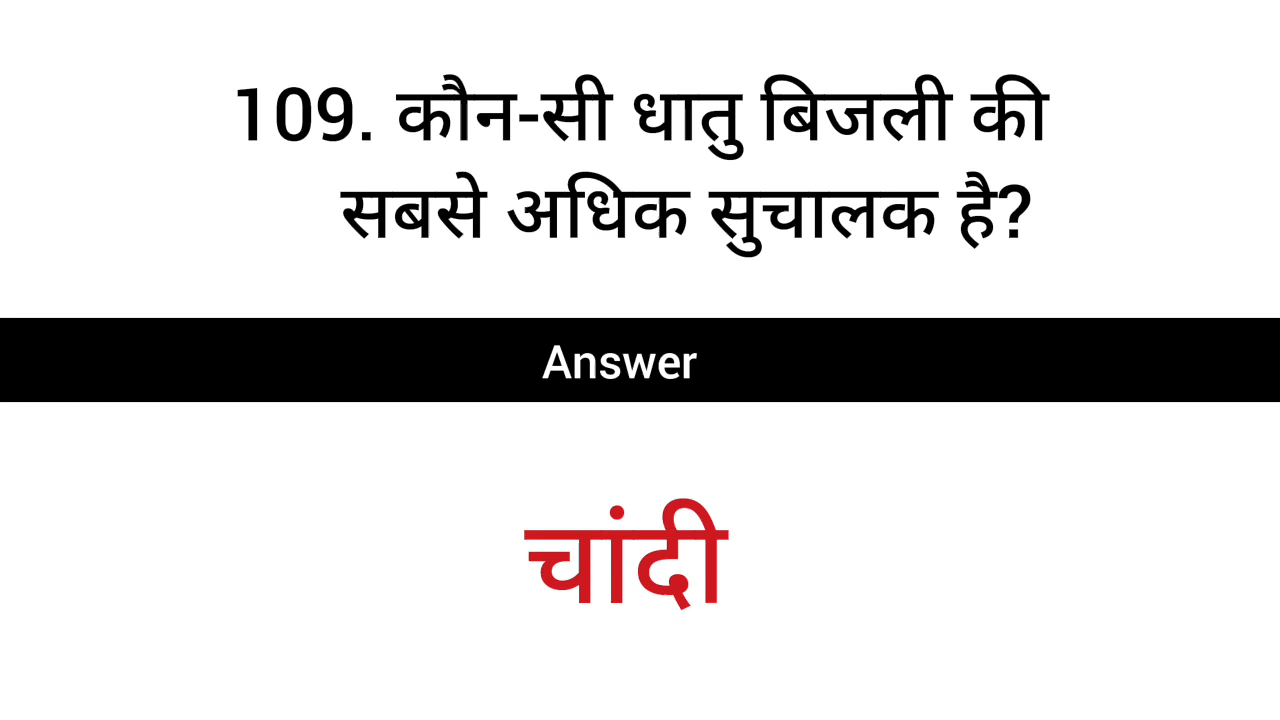 109. कौन-सी धातु बिजली की
सबसे अधिक सुचालक है?
Answer
चांदी